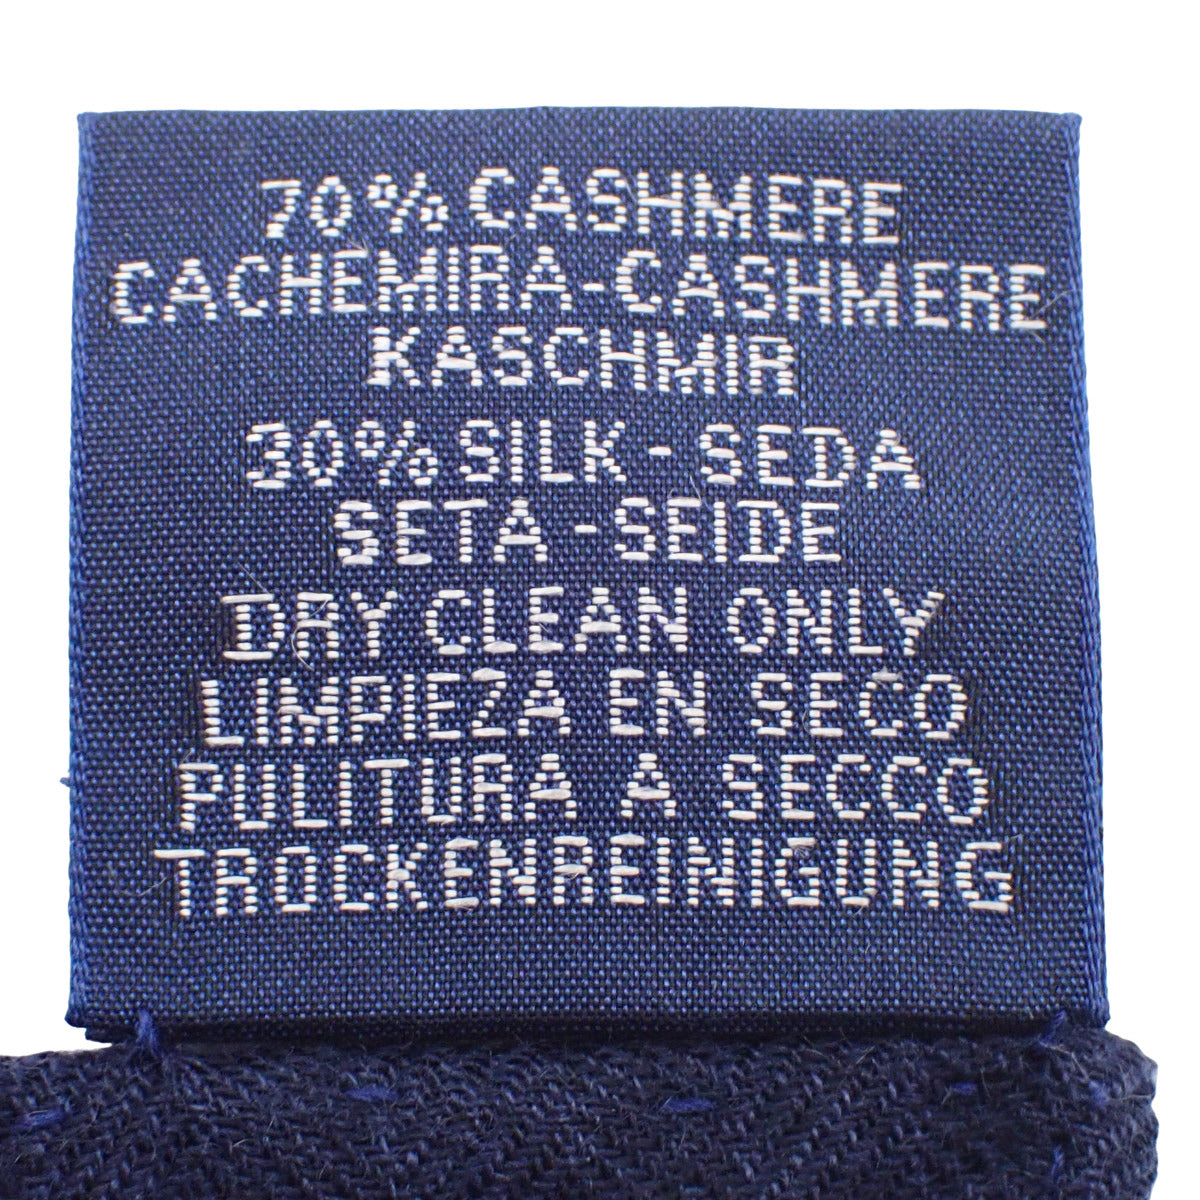 70% CASHMERE
CACHEMIRA-CASHMERE
KASCHMIR
30% SILK - SEDA
SETA - SEIDE
DRY CLEAN ONLY
LIMPIEZA EN SECO
PULITURA A SECCO
TROCKENREINIGUNG